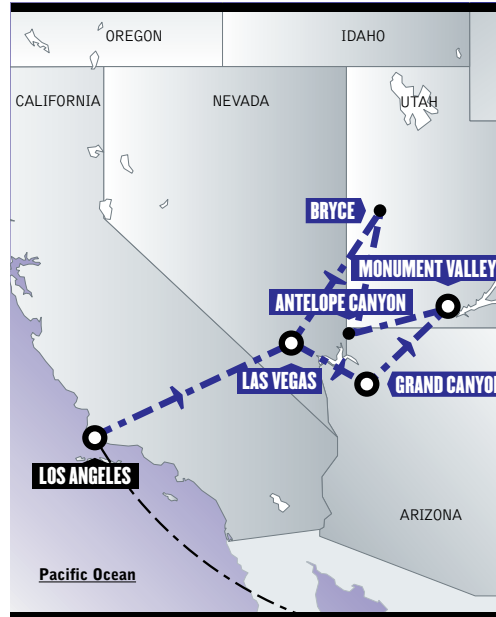 OREGON
IDAHO
CALIFORNIA
NEVADA
UTAH
BRYCE
MONUMENT VALLEY
ANTELOPE CANYON
LAS VEGAS
GRAND CANYON
LOS ANGELES
ARIZONA
Pacific Ocean